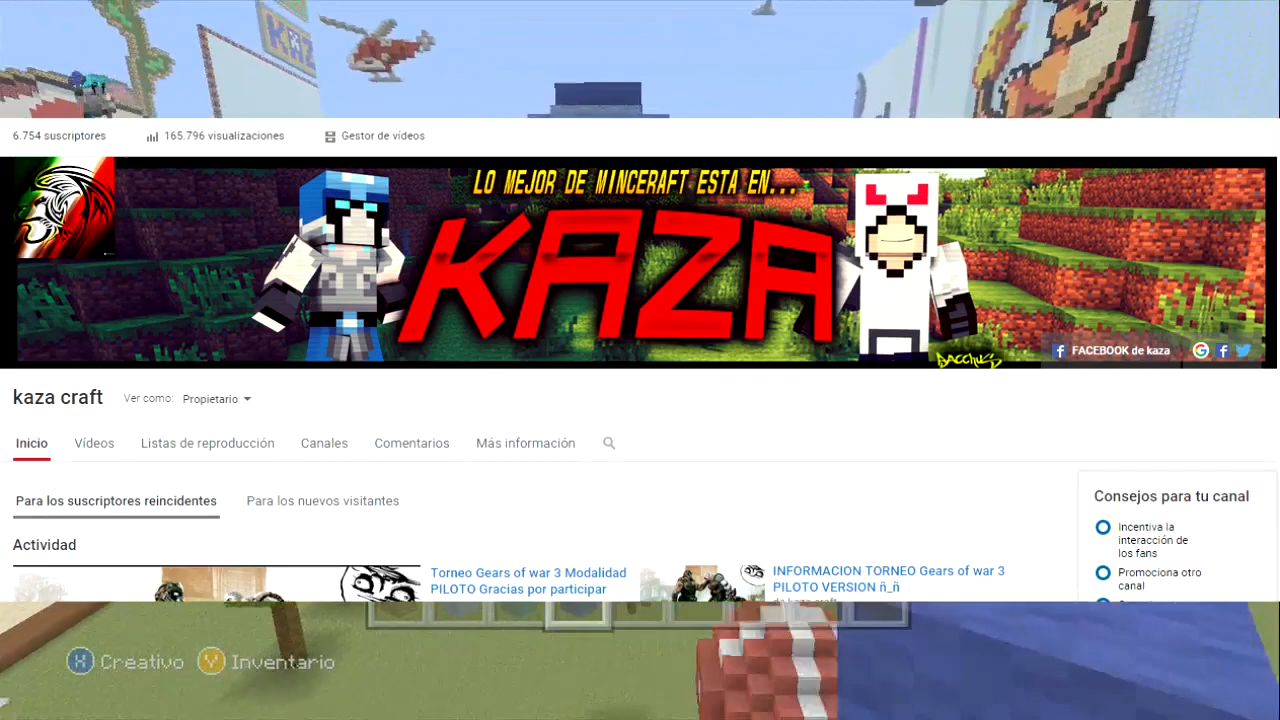 KAZ
6.754 suscriptores
165.796 visualizaciones
Gestor de vídeos
LO MEJOR DE MINCERAFT ESTA EN...
KAZA
BACCHUS
FACEBOOK de kaza
kaza craft
Ver como: Propietario
Inicio
Vídeos
Listas de reproducción
Canales
Comentarios
Más información
Para los suscriptores reincidentes
Para los nuevos visitantes
Consejos para tu canal
Incentiva la
interacción de
los fans
Promociona otro
canal
Actividad
Torneo Gears of war 3 Modalidad
PILOTO Gracias por participar
INFORMACION TORNEO Gears of war 3
PILOTO VERSION ñ_ñ
X Creativo Y Inventario